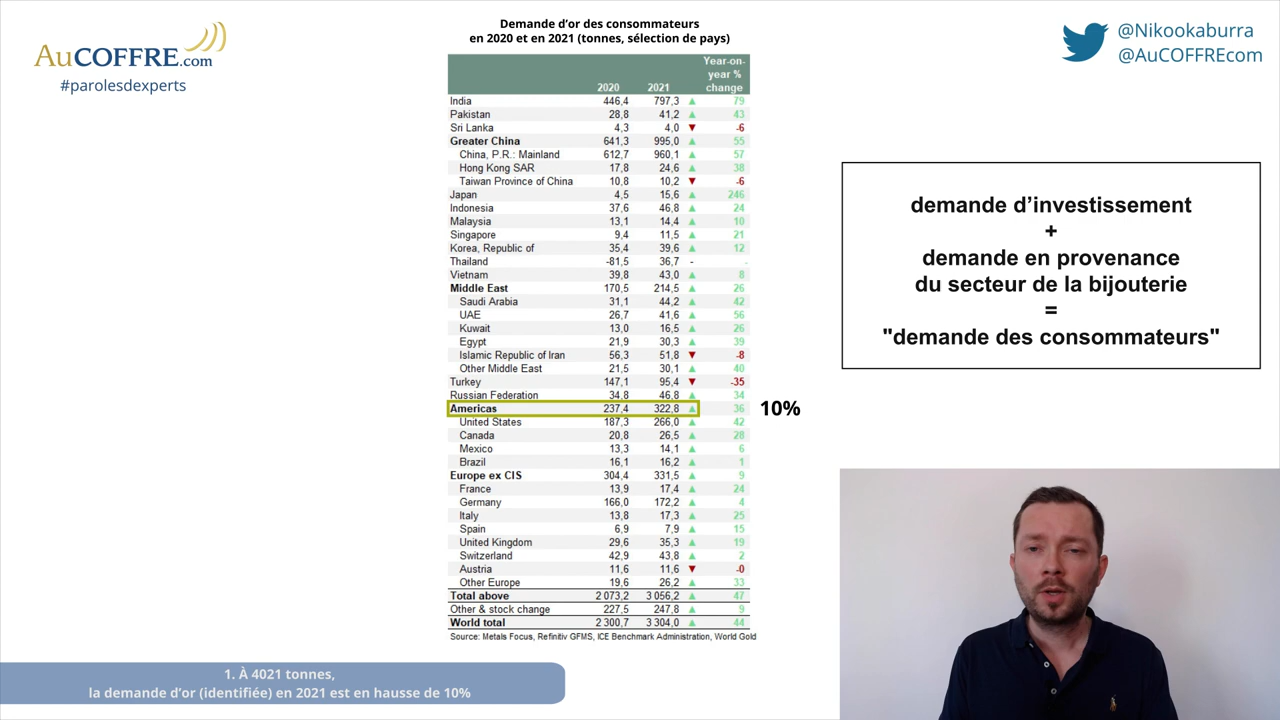 AuCOFFRE.com
#parolesdexperts
Demande d’or des consommateurs
en 2020 et en 2021 (tonnes, sélection de pays)
@Nikookaburra
@AuCOFFREcom
2020 2021 Year-on-
year %
change
India 446,4 797,3 ▲ 79
Pakistan 28,8 41,2 ▲ 43
Sri Lanka 4,3 4,0 ▼ -6
Greater China 641,3 995,0 ▲ 55
China, P.R.: Mainland 612,7 960,1 ▲ 57
Hong Kong SAR 17,8 24,6 ▲ 38
Taiwan Province of China 10,8 10,2 ▼ -6
Japan 4,5 15,6 ▲ 246
Indonesia 37,6 46,8 ▲ 24
Malaysia 13,1 14,4 ▲ 10
Singapore 9,4 11,5 ▲ 21
Korea, Republic of 35,4 39,6 ▲ 12
Thailand -81,5 36,7 - -
Vietnam 39,8 43,0 ▲ 8
Middle East 170,5 214,5 ▲ 26
Saudi Arabia 31,1 44,2 ▲ 42
UAE 26,7 41,6 ▲ 56
Kuwait 13,0 16,5 ▲ 26
Egypt 21,9 30,3 ▲ 39
Islamic Republic of Iran 56,3 51,8 ▼ -8
Other Middle East 21,5 30,1 ▲ 40
Turkey 147,1 95,4 ▼ -35
Russian Federation 34,8 46,8 ▲ 34
Americas 237,4 322,8 ▲ 36
10%
United States 187,3 266,0 ▲ 42
Canada 20,8 26,5 ▲ 28
Mexico 13,3 14,1 ▲ 6
Brazil 16,1 16,2 ▲ 1
Europe ex CIS 304,4 331,5 ▲ 9
France 13,9 17,4 ▲ 24
Germany 166,0 172,2 ▲ 4
Italy 13,8 17,3 ▲ 25
Spain 6,9 7,9 ▲ 15
United Kingdom 29,6 35,3 ▲ 19
Switzerland 42,9 43,8 ▲ 2
Austria 11,6 11,6 ▼ -0
Other Europe 19,6 26,2 ▲ 33
Total above 2 073,2 3 056,2 ▲ 47
Other & stock change 227,5 247,8 ▲ 9
World total 2 300,7 3 304,0 ▲ 44
Source: Metals Focus, Refinitiv GFMS, ICE Benchmark Administration, World Gold
demande d’investissement
+
demande en provenance
du secteur de la bijouterie
=
"demande des consommateurs"
1. À 4021 tonnes,
la demande d’or (identifiée) en 2021 est en hausse de 10%